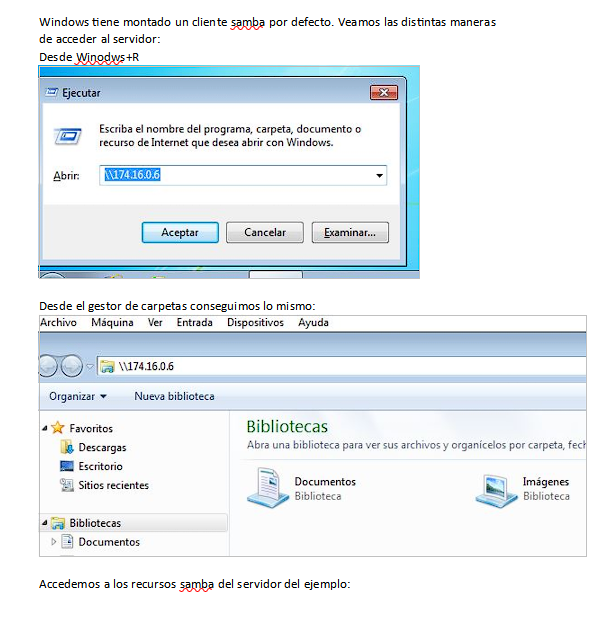 Windows tiene montado un cliente samba por defecto. Veamos las distintas maneras
de acceder al servidor:
Desde Winodws+R
Ejecutar
Escriba el nombre del programa, carpeta, documento o
recurso de Internet que desea abrir con Windows.
Abrir:
\\174.16.0.6
Aceptar
Cancelar
Examinar...
Desde el gestor de carpetas conseguimos lo mismo:
Archivo Máquina Ver Entrada Dispositivos Ayuda
\\174.16.0.6
Organizar
Nueva biblioteca
Favoritos
Descargas
Escritorio
Sitios recientes
Bibliotecas
Documentos
Bibliotecas
Abra una biblioteca para ver sus archivos y organícelos por carpeta, fech
Documentos
Biblioteca
Imágenes
Biblioteca
Accedemos a los recursos samba del servidor del ejemplo: